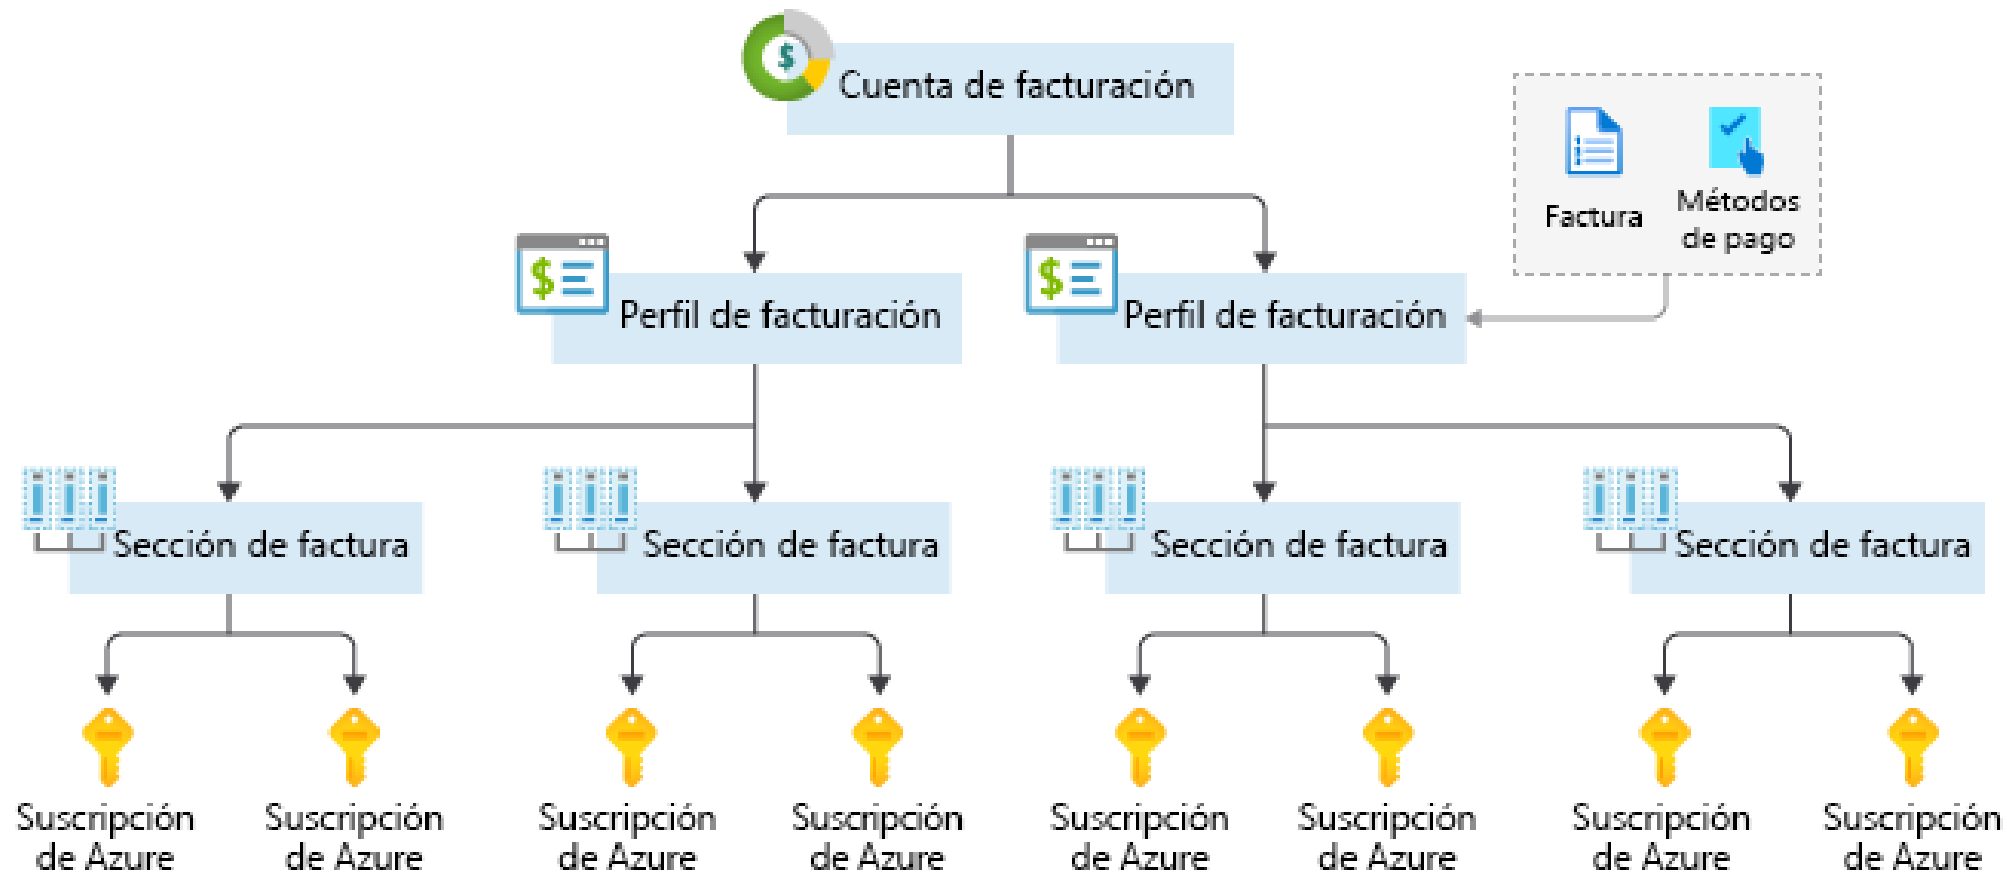 Cuenta de facturación
Factura
Métodos
de pago
Perfil de facturación
Perfil de facturación
Sección de factura
Sección de factura
Sección de factura
Sección de factura
Suscripción
de Azure
Suscripción
de Azure
Suscripción
de Azure
Suscripción
de Azure
Suscripción
de Azure
Suscripción
de Azure
Suscripción
de Azure
Suscripción
de Azure